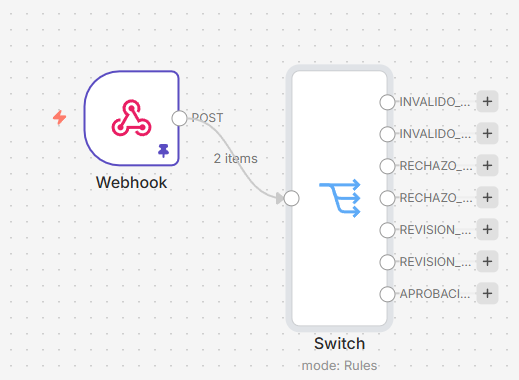 POST
2 items
Webhook
INVALIDO_...
INVALIDO_...
RECHAZO_...
RECHAZO_...
REVISION_...
REVISION_...
APROBACI...
Switch
mode: Rules